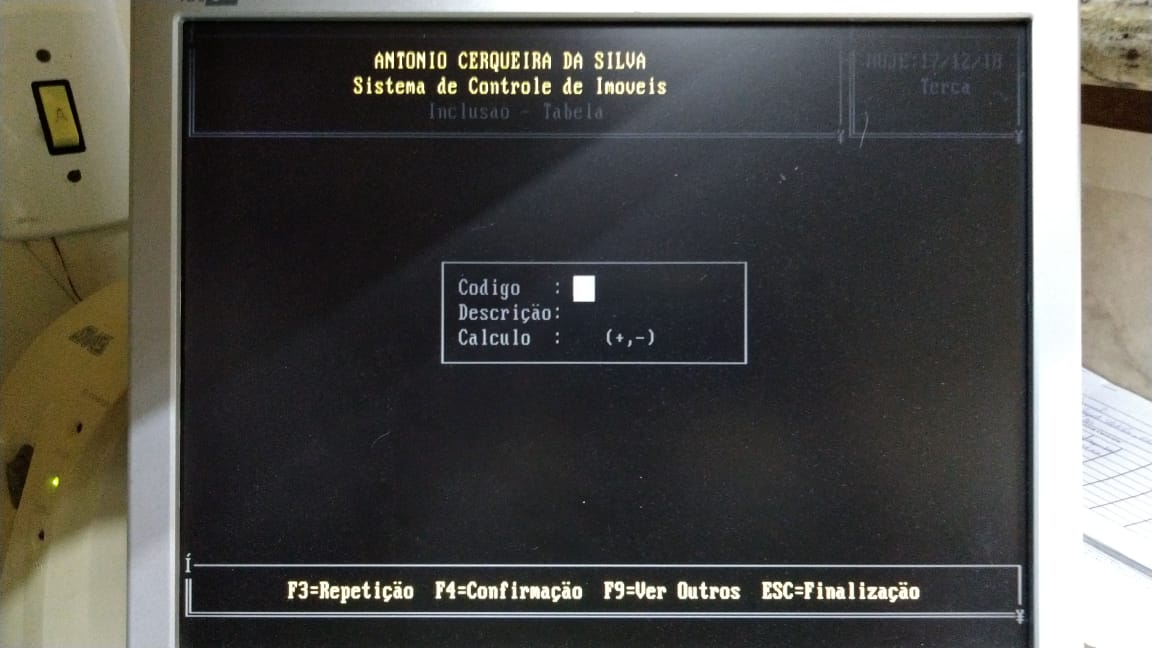 ANTONIO CERQUEIRA DA SILVA
Sistema de Controle de Imoveis
Inclusao - Tabela
HOJE:17/12/18
Terca
Codigo :
Descrição:
Calculo : (+,-)
F3=Repetição F4=Confirmação F9=Ver Outros ESC=Finalização
A